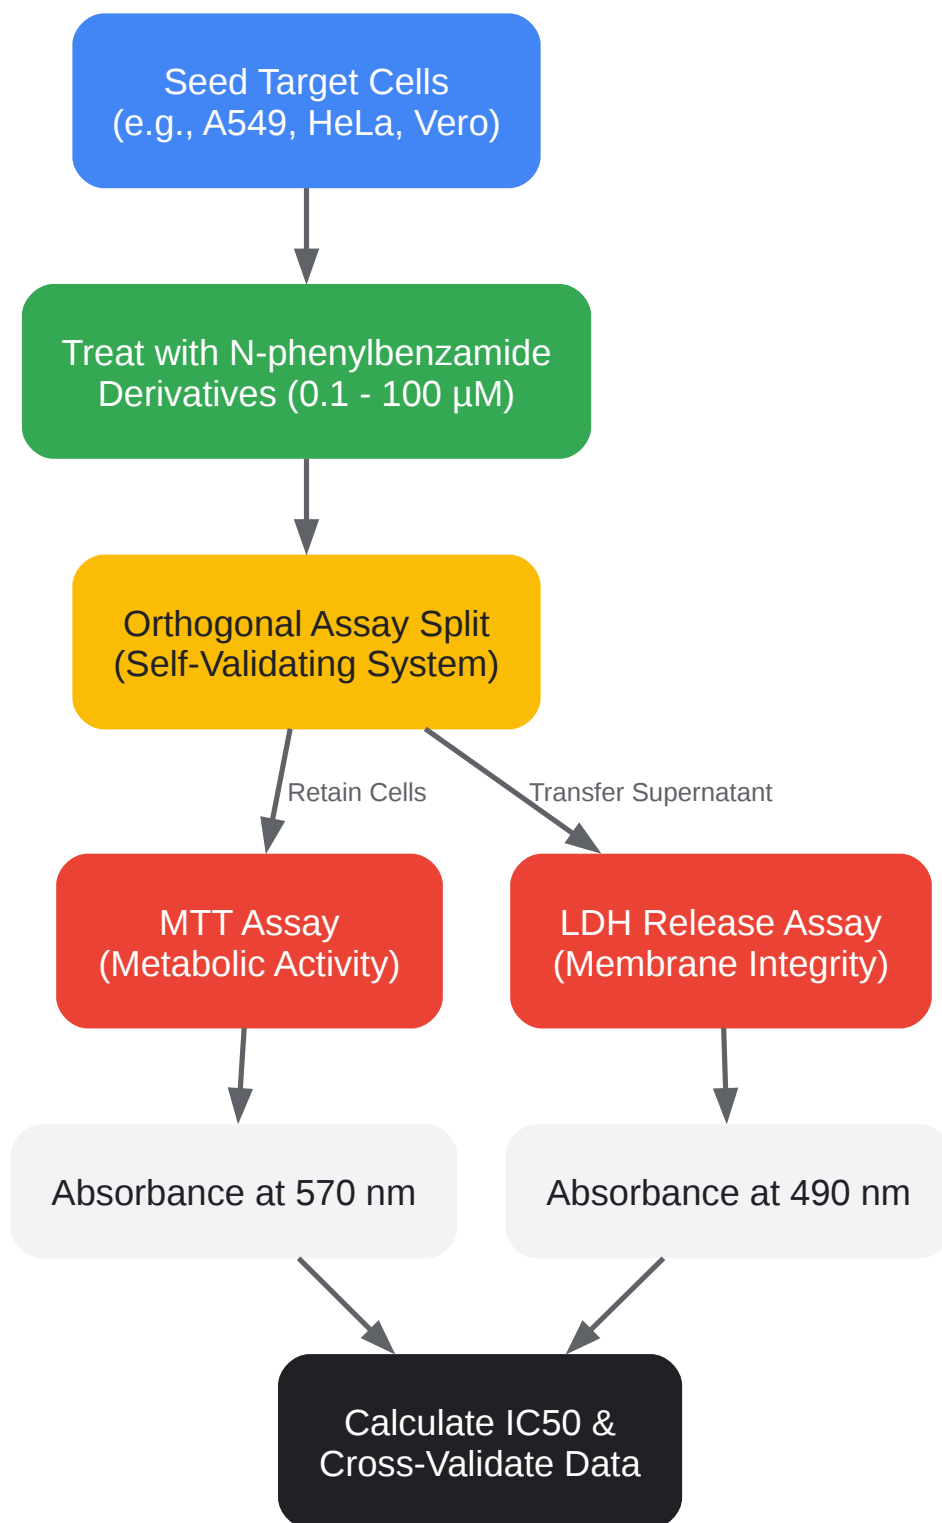 Seed Target Cells
(e.g., A549, HeLa, Vero)
Treat with N-phenylbenzamide
Derivatives (0.1 - 100 µM)
Orthogonal Assay Split
(Self-Validating System)
Retain Cells
Transfer Supernatant
MTT Assay
(Metabolic Activity)
LDH Release Assay
(Membrane Integrity)
Absorbance at 570 nm
Absorbance at 490 nm
Calculate IC50 &
Cross-Validate Data